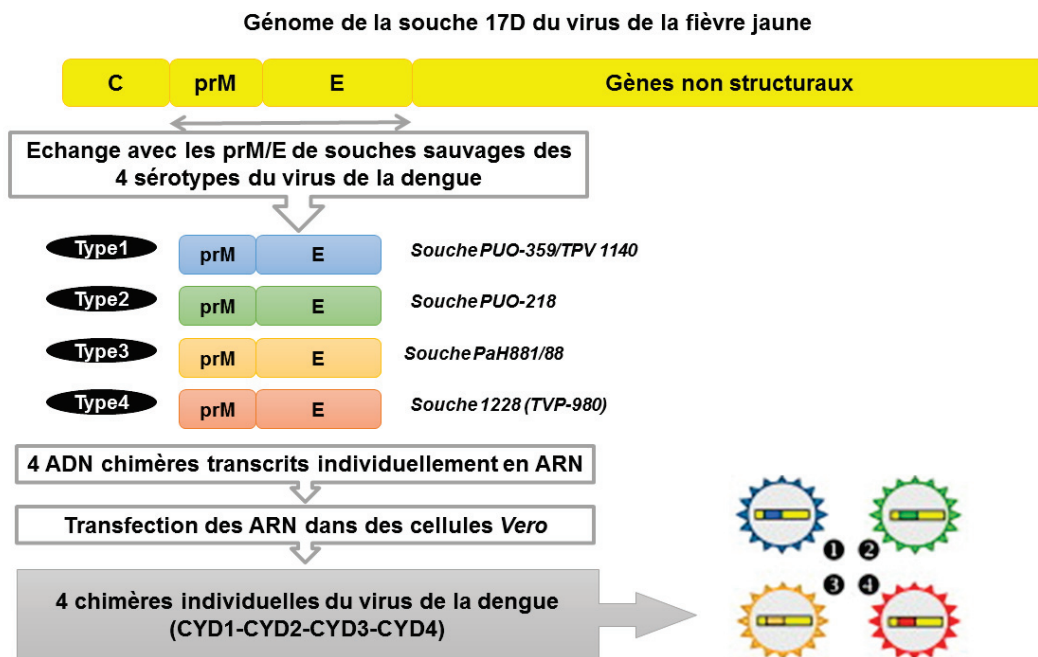 Génome de la souche 17D du virus de la fièvre jaune
C prM E Gènes non structuraux
Echange avec les prM/E de souches sauvages des
4 sérotypes du virus de la dengue
Type1 prM E Souche PUO-359/TPV 1140
Type2 prM E Souche PUO-218
Type3 prM E Souche PaH881/88
Type4 prM E Souche 1228 (TVP-980)
4 ADN chimères transcrits individuellement en ARN
Transfection des ARN dans des cellules Vero
4 chimères individuelles du virus de la dengue
(CYD1-CYD2-CYD3-CYD4)
❶ ❷
❸ ❹